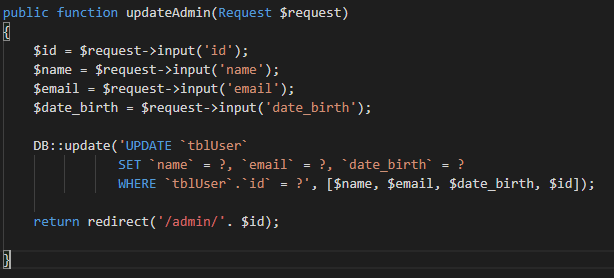 public function updateAdmin(Request $request)
{
    $id = $request->input('id');
    $name = $request->input('name');
    $email = $request->input('email');
    $date_birth = $request->input('date_birth');

    DB::update('UPDATE `tblUser`
            SET `name` = ?, `email` = ?, `date_birth` = ?
            WHERE `tblUser`.`id` = ?', [$name, $email, $date_birth, $id]);

    return redirect('/admin/'. $id);

}